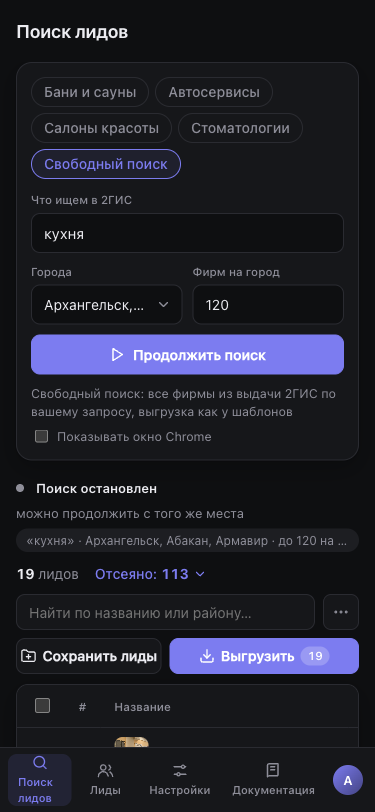 Поиск лидов
Бани и сауны
Автосервисы
Салоны красоты
Стоматологии
Свободный поиск
Что ищем в 2ГИС
кухня
Города
Фирм на город
Архангельск,...
120
Продолжить поиск
Свободный поиск: все фирмы из выдачи 2ГИС по
вашему запросу, выгрузка как у шаблонов
Показывать окно Chrome
Поиск остановлен
можно продолжить с того же места
«кухня» · Архангельск, Абакан, Армавир · до 120 на ...
19 лидов
Отсеяно: 113
Найти по названию или району...
Сохранить лиды
Выгрузить 19
# Название
Поиск
лидов
Лиды
Настройки
Документация
A